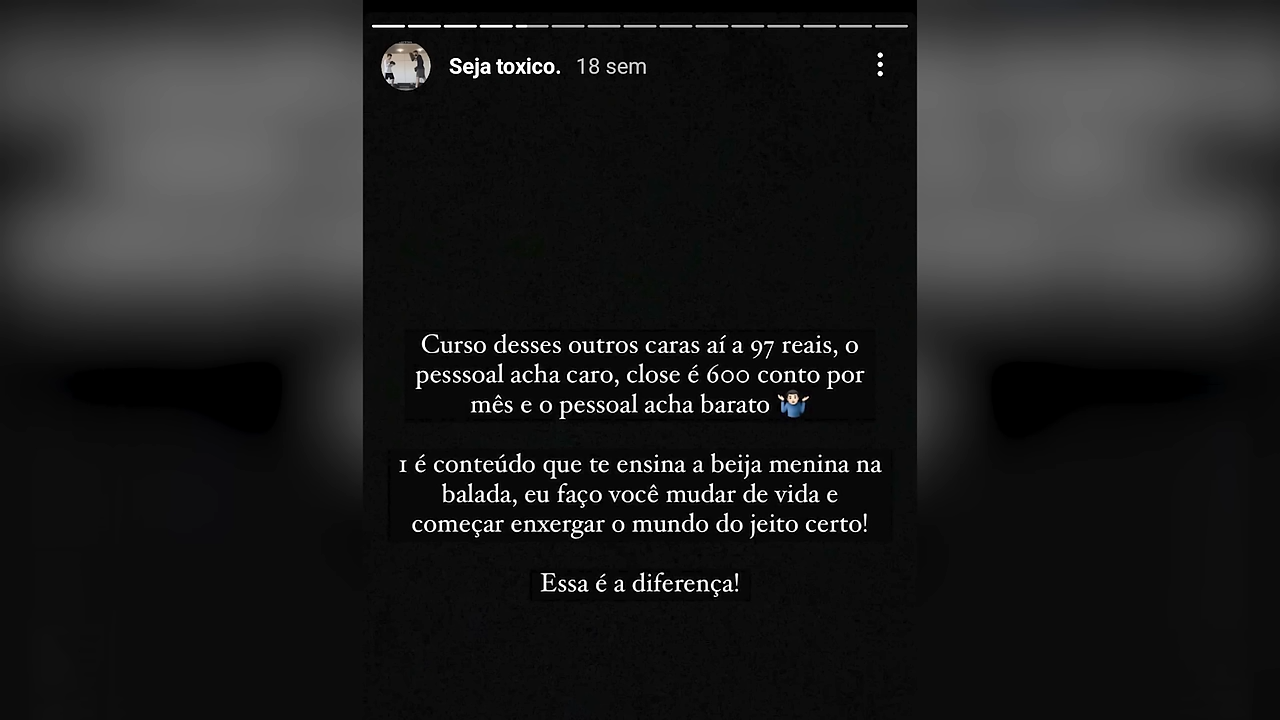 Seja toxico. 18 sem
Curso desses outros caras aí a 97 reais, o
pesssoal acha caro, close é 600 conto por
mês e o pessoal acha barato 🤷🏻‍♂️
1 é conteúdo que te ensina a beija menina na
balada, eu faço você mudar de vida e
começar enxergar o mundo do jeito certo!
Essa é a diferença!